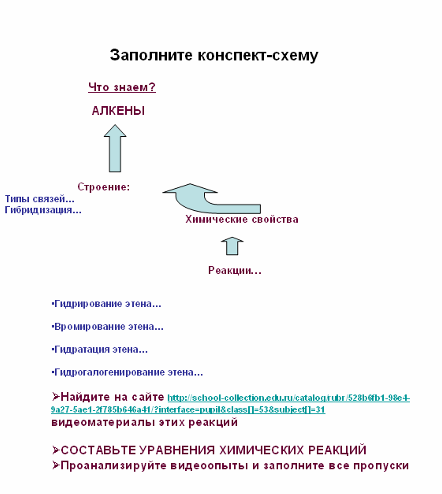 Заполните конспект-схему
Что знаем?
АЛКЕНЫ
Строение:
Типы связей...
Гибридизация...
Химические свойства
Реакции...
•Гидрирование этена...
•Бромирование этена...
•Гидратация этена...
•Гидрогалогенирование этена...
➢Найдите на сайте http://school-collection.edu.ru/catalog/rubr/528b6fb1-98e4-
9a27-5ae1-2f785b646a41/?interface=pupil&class[]=53&subject[]=31
видеоматериалы этих реакций
➢СОСТАВЬТЕ УРАВНЕНИЯ ХИМИЧЕСКИХ РЕАКЦИЙ
➢Проанализируйте видеоопыты и заполните все пропуски